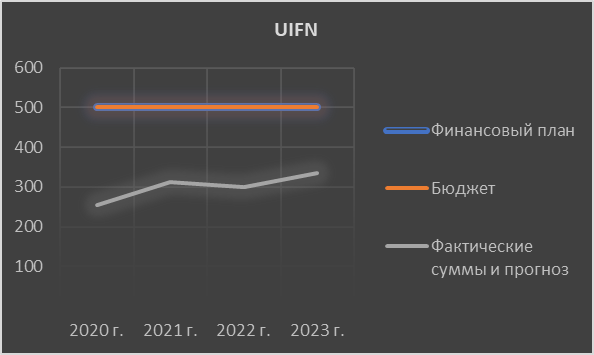 UIFN
600
500
400
300
200
100
2020 г. 2021 г. 2022 г. 2023 г.
Финансовый план
Бюджет
Фактические
суммы и прогноз